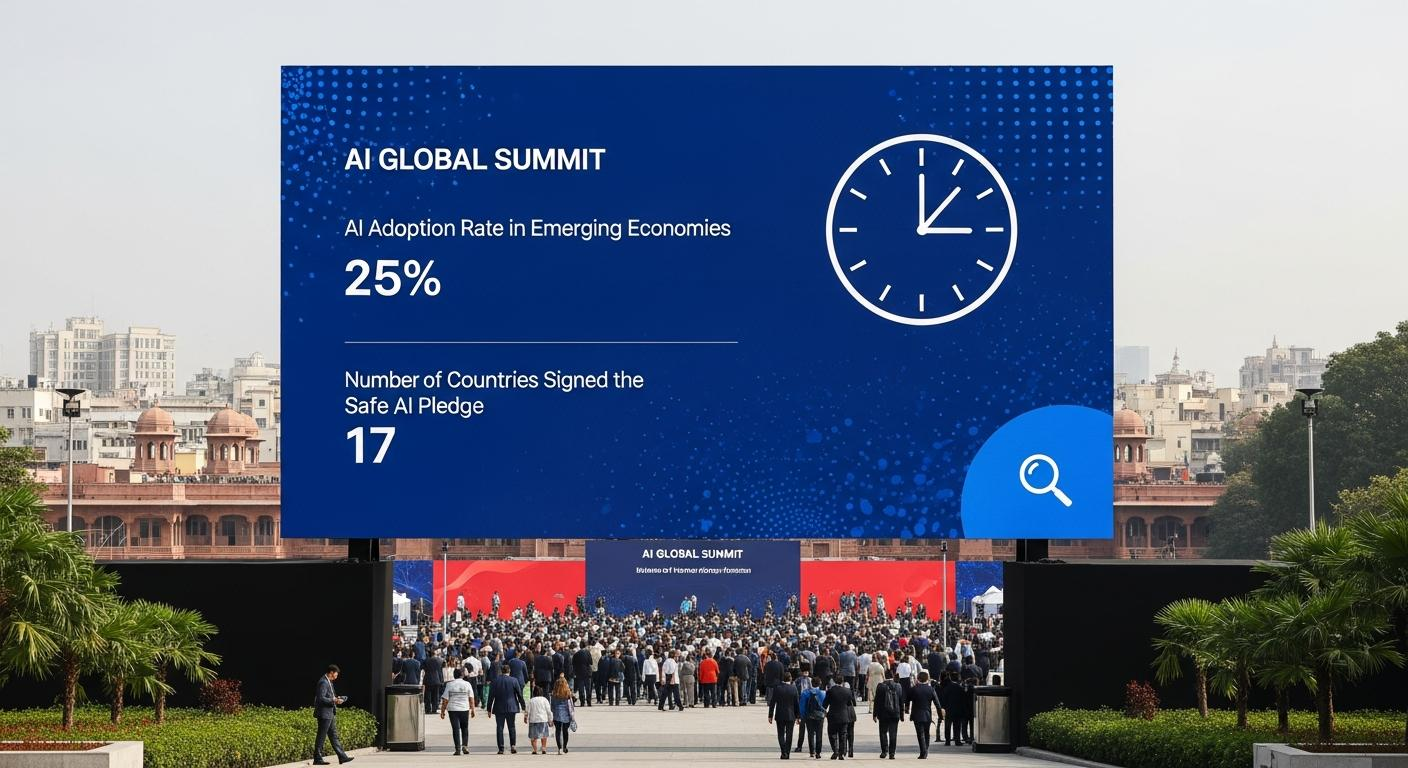 AI GLOBAL SUMMIT
AI Adoption Rate in Emerging Economies
25%
Number of Countries Signed the
Safe AI Pledge
17
AI GLOBAL SUMMIT